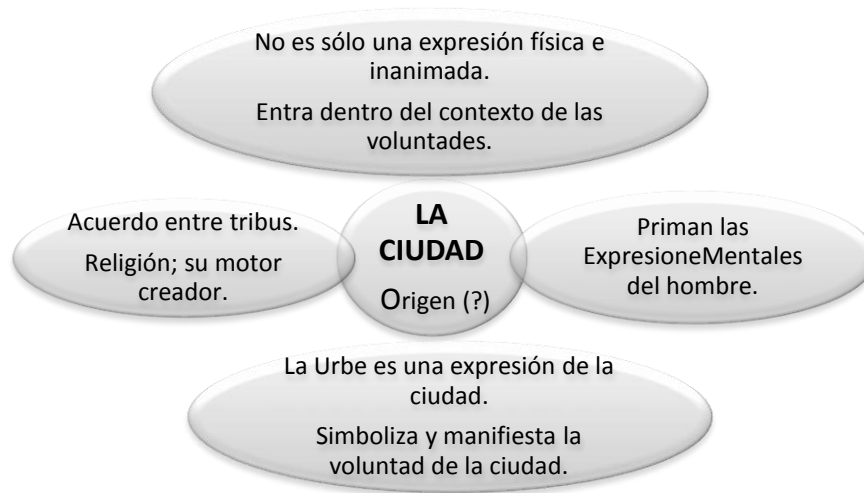 No es sólo una expresión física e
inanimada.
Entra dentro del contexto de las
voluntades.
Acuerdo entre tribus.
Religión; su motor
creador.
LA
CIUDAD
Origen (?)
Priman las
ExpresioneMentales
del hombre.
La Urbe es una expresión de la
ciudad.
Simboliza y manifiesta la
voluntad de la ciudad.